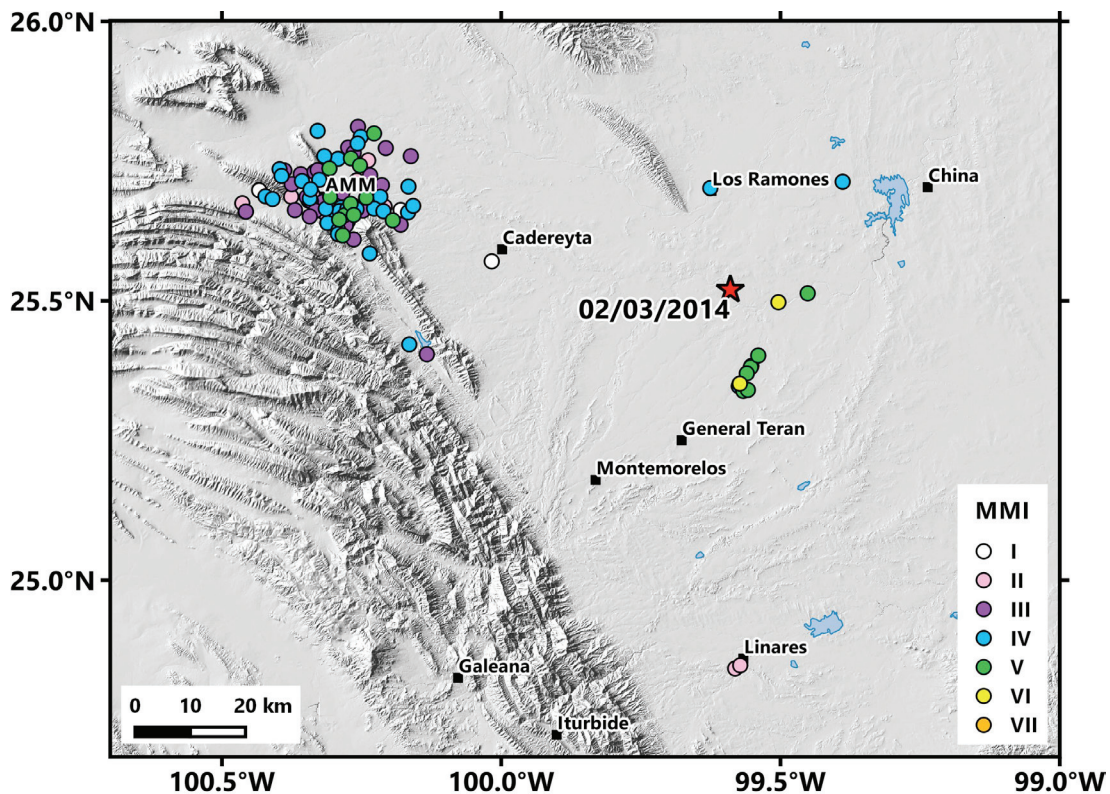 26.0°N
AMM
Los Ramones
China
Cadereyta
25.5°N
02/03/2014
General Teran
Montemorelos
25.0°N
Linares
Galeana
Iturbide
0 10 20 km
MMI
I
II
III
IV
V
VI
VII
100.5°W 100.0°W 99.5°W 99.0°W